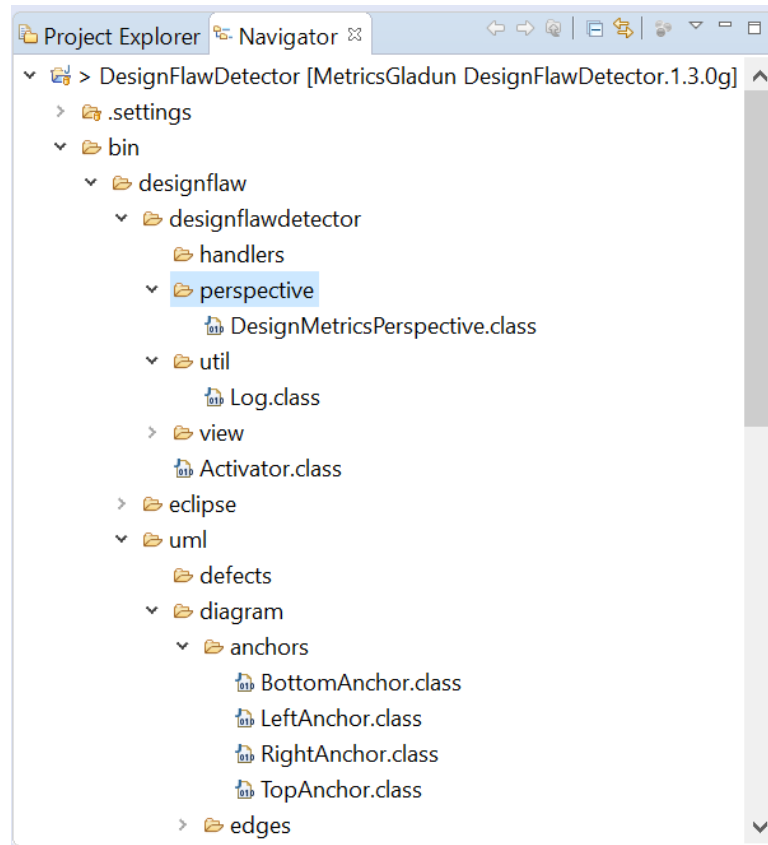 Project Explorer Navigator
> DesignFlawDetector [MetricsGladun DesignFlawDetector.1.3.0g]
.settings
bin
designflaw
designflawdetector
handlers
perspective
DesignMetricsPerspective.class
util
Log.class
view
Activator.class
eclipse
uml
defects
diagram
anchors
BottomAnchor.class
LeftAnchor.class
RightAnchor.class
TopAnchor.class
edges